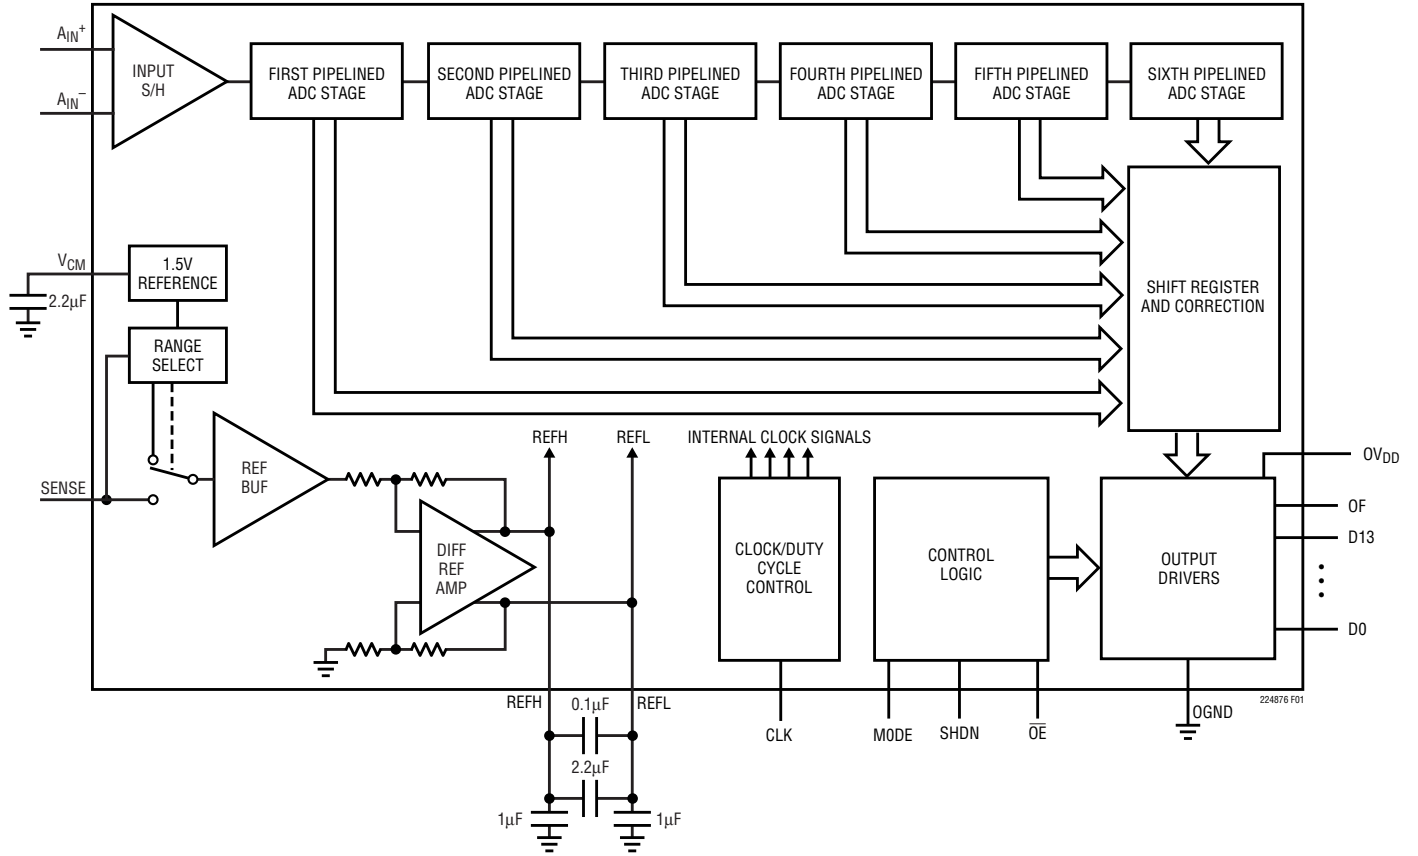 AIN+
AIN−
INPUT
S/H
FIRST PIPELINED
ADC STAGE
SECOND PIPELINED
ADC STAGE
THIRD PIPELINED
ADC STAGE
FOURTH PIPELINED
ADC STAGE
FIFTH PIPELINED
ADC STAGE
SIXTH PIPELINED
ADC STAGE
VCM
2.2µF
1.5V
REFERENCE
RANGE
SELECT
SHIFT REGISTER
AND CORRECTION
SENSE
REF
BUF
DIFF
REF
AMP
REFH
REFL
INTERNAL CLOCK SIGNALS
CLOCK/DUTY
CYCLE
CONTROL
CONTROL
LOGIC
OUTPUT
DRIVERS
OVDD
OF
D13
D0
REFH
0.1µF
REFL
2.2µF
1µF
1µF
CLK
MODE
SHDN
O̅E̅
OGND
224876 F01